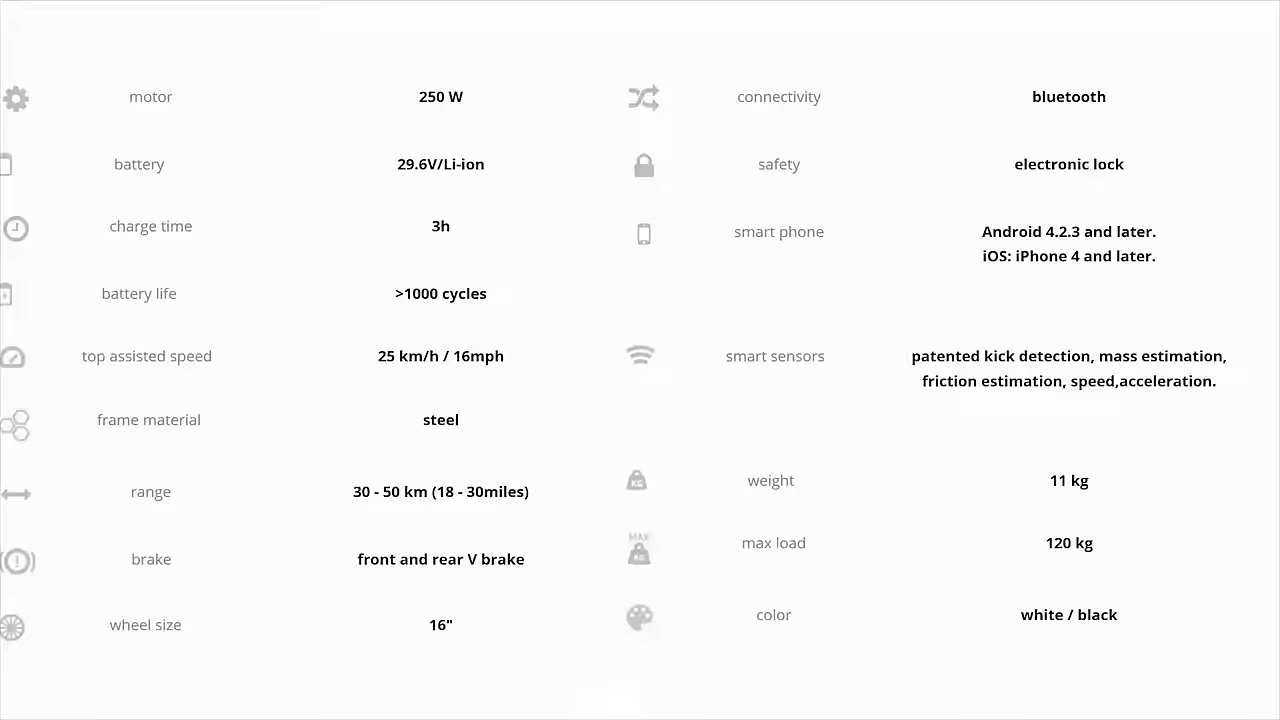 motor 250 W
battery 29.6V/Li-ion
charge time 3h
battery life >1000 cycles
top assisted speed 25 km/h / 16mph
frame material steel
range 30 - 50 km (18 - 30miles)
brake front and rear V brake
wheel size 16"
connectivity bluetooth
safety electronic lock
smart phone Android 4.2.3 and later.
iOS: iPhone 4 and later.
smart sensors patented kick detection, mass estimation,
friction estimation, speed,acceleration.
KG weight 11 kg
MAX
KG max load 120 kg
color white / black